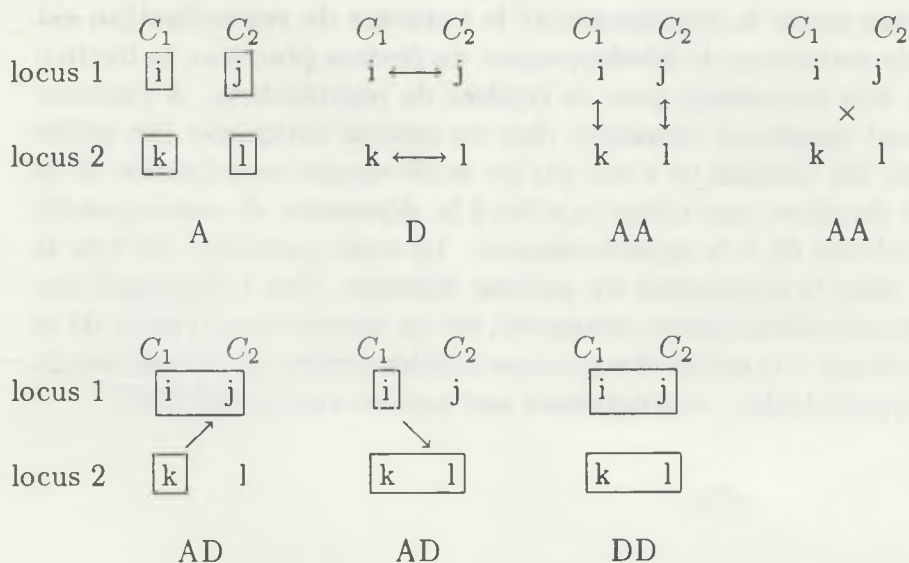 C₁ C₂ C₁ C₂ C₁ C₂ C₁ C₂
locus 1 i j i ↔ j i j i j
↕ ↕ ×
locus 2 k l k ↔ l k l k l
A D AA AA
C₁ C₂ C₁ C₂ C₁ C₂
locus 1 i j i j i j
locus 2 k l k l k l
AD AD DD